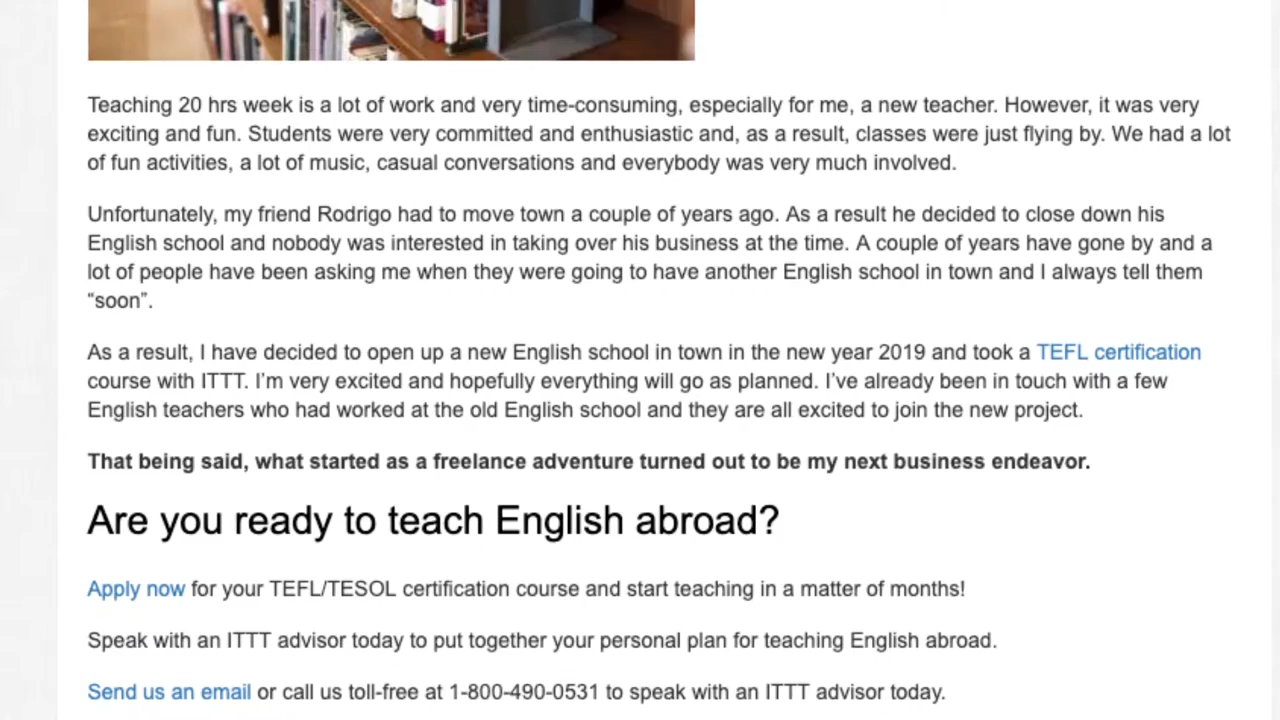 Teaching 20 hrs week is a lot of work and very time-consuming, especially for me, a new teacher. However, it was very
exciting and fun. Students were very committed and enthusiastic and, as a result, classes were just flying by. We had a lot
of fun activities, a lot of music, casual conversations and everybody was very much involved.
Unfortunately, my friend Rodrigo had to move town a couple of years ago. As a result he decided to close down his
English school and nobody was interested in taking over his business at the time. A couple of years have gone by and a
lot of people have been asking me when they were going to have another English school in town and I always tell them
“soon”.
As a result, I have decided to open up a new English school in town in the new year 2019 and took a TEFL certification
course with ITTT. I’m very excited and hopefully everything will go as planned. I’ve already been in touch with a few
English teachers who had worked at the old English school and they are all excited to join the new project.
That being said, what started as a freelance adventure turned out to be my next business endeavor.
Are you ready to teach English abroad?
Apply now for your TEFL/TESOL certification course and start teaching in a matter of months!
Speak with an ITTT advisor today to put together your personal plan for teaching English abroad.
Send us an email or call us toll-free at 1-800-490-0531 to speak with an ITTT advisor today.